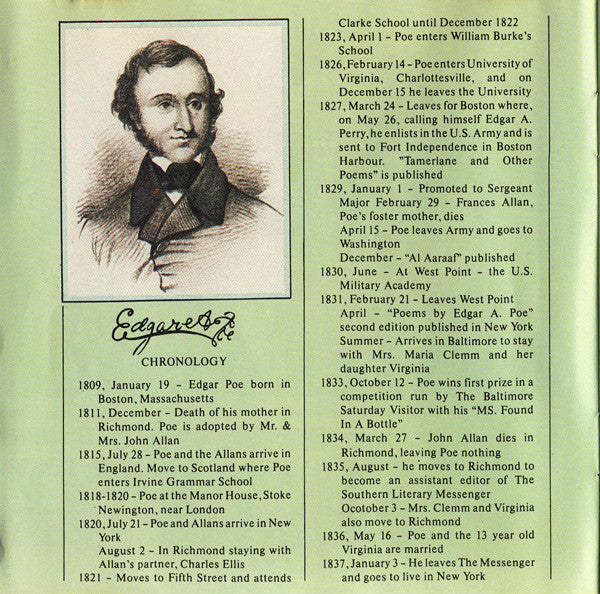 Edgar A Poe
CHRONOLOGY
1809, January 19 – Edgar Poe born in
Boston, Massachusetts
1811, December – Death of his mother in
Richmond. Poe is adopted by Mr. &
Mrs. John Allan
1815, July 28 – Poe and the Allans arrive in
England. Move to Scotland where Poe
enters Irvine Grammar School
1818-1820 – Poe at the Manor House, Stoke
Newington, near London
1820, July 21 – Poe and Allans arrive in New
York
August 2 – In Richmond staying with
Allan's partner, Charles Ellis
1821 – Moves to Fifth Street and attends
Clarke School until December 1822
1823, April 1 – Poe enters William Burke's
School
1826, February 14 – Poe enters University of
Virginia, Charlottesville, and on
December 15 he leaves the University
1827, March 24 – Leaves for Boston where,
on May 26, calling himself Edgar A.
Perry, he enlists in the U.S. Army and is
sent to Fort Independence in Boston
Harbour. "Tamerlane and Other
Poems" is published
1829, January 1 – Promoted to Sergeant
Major February 29 – Frances Allan,
Poe's foster mother, dies
April 15 – Poe leaves Army and goes to
Washington
December – "Al Aaraaf" published
1830, June – At West Point – the U.S.
Military Academy
1831, February 21 – Leaves West Point
April – "Poems by Edgar A. Poe"
second edition published in New York
Summer – Arrives in Baltimore to stay
with Mrs. Maria Clemm and her
daughter Virginia
1833, October 12 – Poe wins first prize in a
competition run by The Baltimore
Saturday Visitor with his "MS. Found
In A Bottle"
1834, March 27 – John Allan dies in
Richmond, leaving Poe nothing
1835, August – he moves to Richmond to
become an assistant editor of The
Southern Literary Messenger
Ocotober 3 – Mrs. Clemm and Virginia
also move to Richmond
1836, May 16 – Poe and the 13 year old
Virginia are married
1837, January 3 – He leaves The Messenger
and goes to live in New York